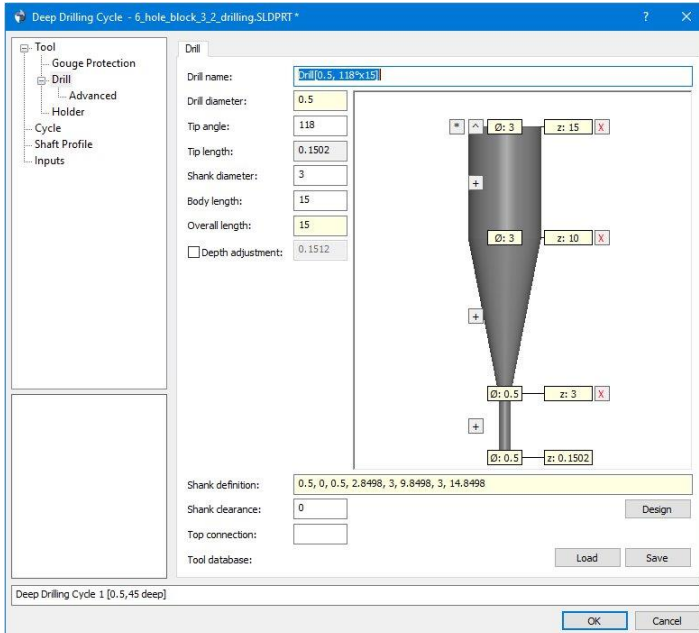 Deep Drilling Cycle - 6_hole_block_3_2_drilling.SLDPRT *
? X
Tool
Gouge Protection
Drill
Advanced
Holder
Cycle
Shaft Profile
Inputs
Drill
Drill name: Drill[0.5, 118°x15]
Drill diameter: 0.5
Tip angle: 118
Tip length: 0.1502
Shank diameter: 3
Body length: 15
Overall length: 15
Depth adjustment: 0.1512
* ^ Ø: 3 z: 15 X
+
Ø: 3 z: 10 X
+
Ø: 0.5 z: 3 X
+
Ø: 0.5 z: 0.1502
Shank definition: 0.5, 0, 0.5, 2.8498, 3, 9.8498, 3, 14.8498
Shank clearance: 0 Design
Top connection:
Tool database: Load Save
Deep Drilling Cycle 1 [0.5,45 deep]
OK Cancel